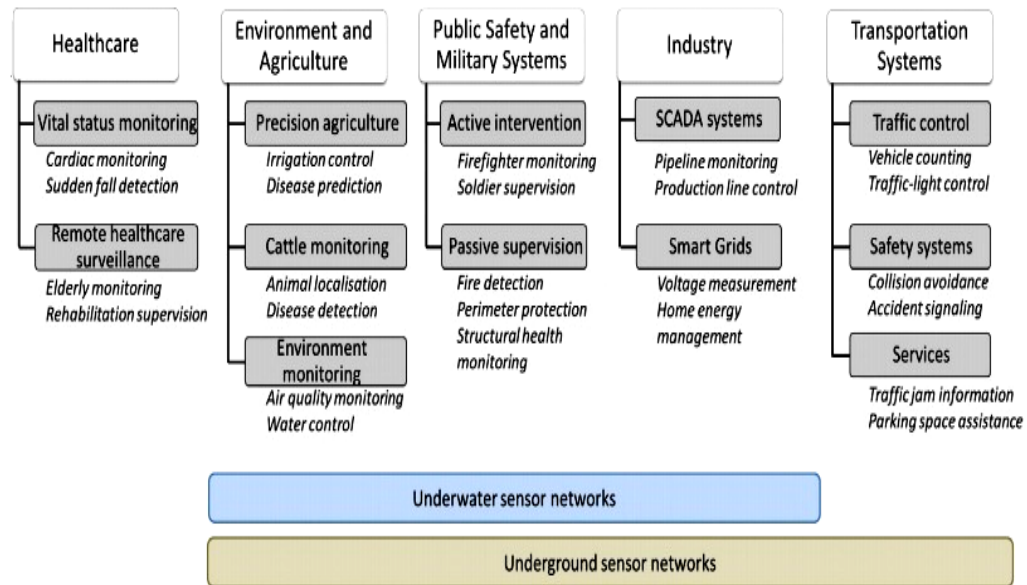 Healthcare
Vital status monitoring
Cardiac monitoring
Sudden fall detection
Remote healthcare
surveillance
Elderly monitoring
Rehabilitation supervision
Environment and
Agriculture
Precision agriculture
Irrigation control
Disease prediction
Cattle monitoring
Animal localisation
Disease detection
Environment
monitoring
Air quality monitoring
Water control
Public Safety and
Military Systems
Active intervention
Firefighter monitoring
Soldier supervision
Passive supervision
Fire detection
Perimeter protection
Structural health
monitoring
Industry
SCADA systems
Pipeline monitoring
Production line control
Smart Grids
Voltage measurement
Home energy
management
Transportation
Systems
Traffic control
Vehicle counting
Traffic-light control
Safety systems
Collision avoidance
Accident signaling
Services
Traffic jam information
Parking space assistance
Underwater sensor networks
Underground sensor networks